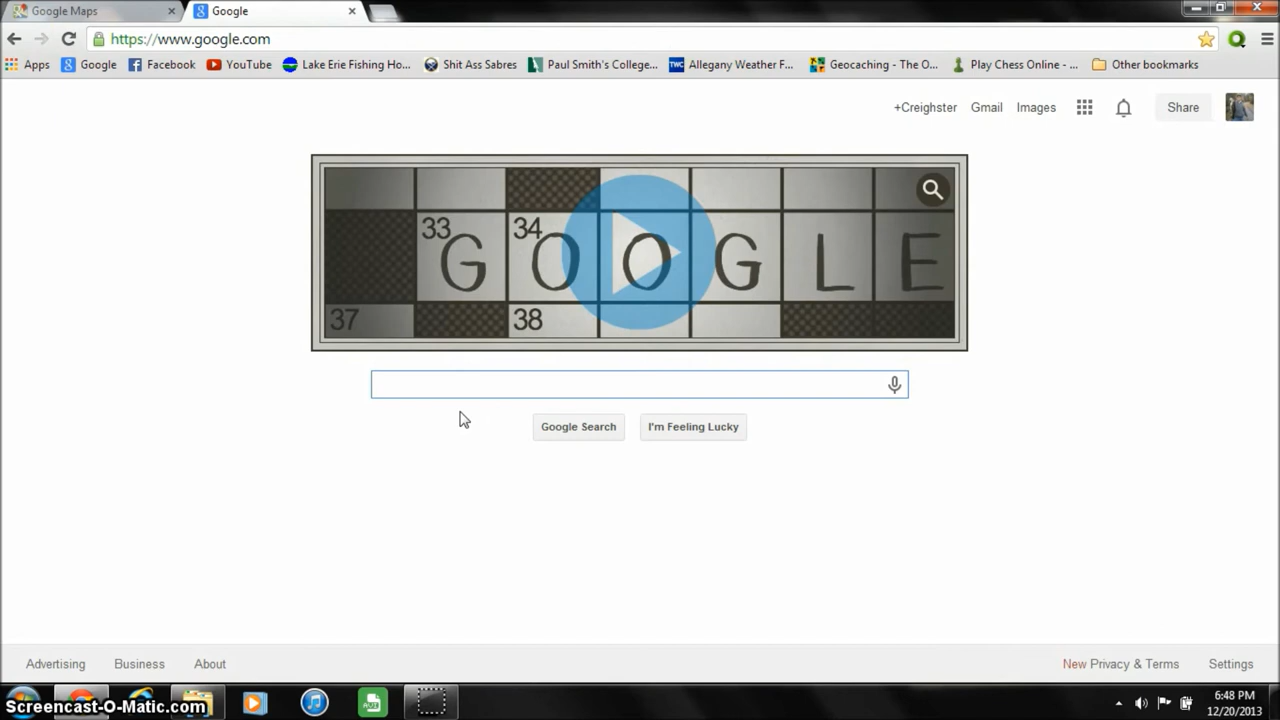 Google Maps
Google
https://www.google.com
Apps Google Facebook YouTube Lake Erie Fishing Ho... Shit Ass Sabres Paul Smith's College... Allegany Weather F... Geocaching - The O... Play Chess Online - ... Other bookmarks
+Creighster Gmail Images Share
33 34
GOOGLE
37 38
Google Search I'm Feeling Lucky
Advertising Business About New Privacy & Terms Settings
Screencast-O-Matic.com
6:48 PM
12/20/2013